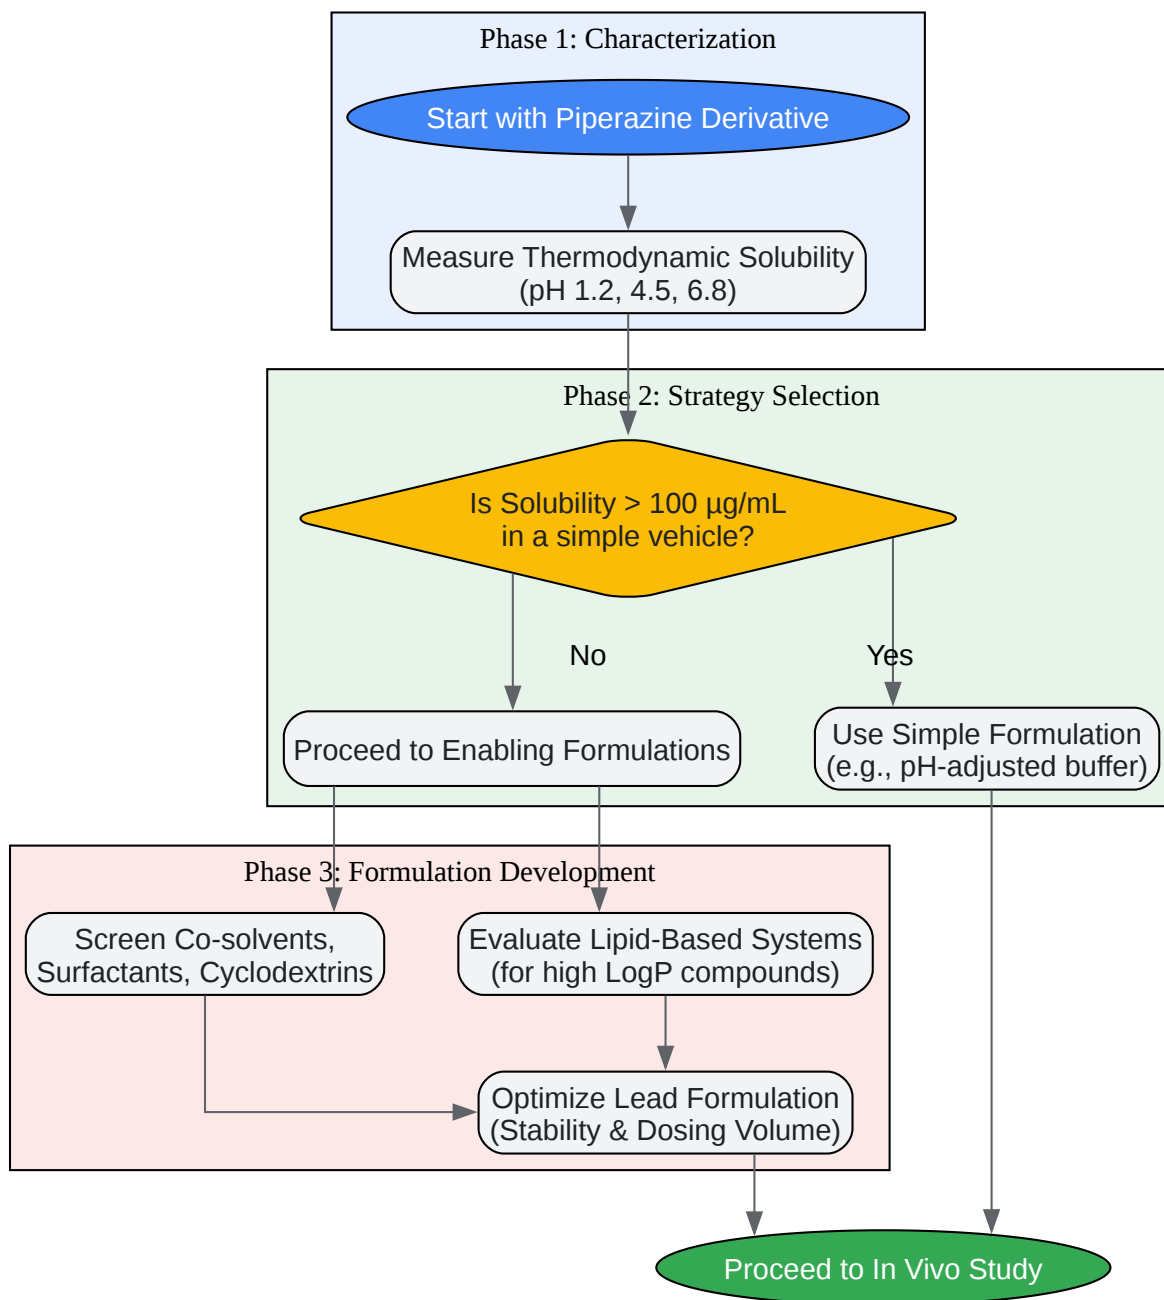 Phase 1: Characterization
Start with Piperazine Derivative
Measure Thermodynamic Solubility
(pH 1.2, 4.5, 6.8)
Phase 2: Strategy Selection
Is Solubility > 100 µg/mL
in a simple vehicle?
No
Yes
Proceed to Enabling Formulations
Use Simple Formulation
(e.g., pH-adjusted buffer)
Phase 3: Formulation Development
Screen Co-solvents,
Surfactants, Cyclodextrins
Evaluate Lipid-Based Systems
(for high LogP compounds)
Optimize Lead Formulation
(Stability & Dosing Volume)
Proceed to In Vivo Study